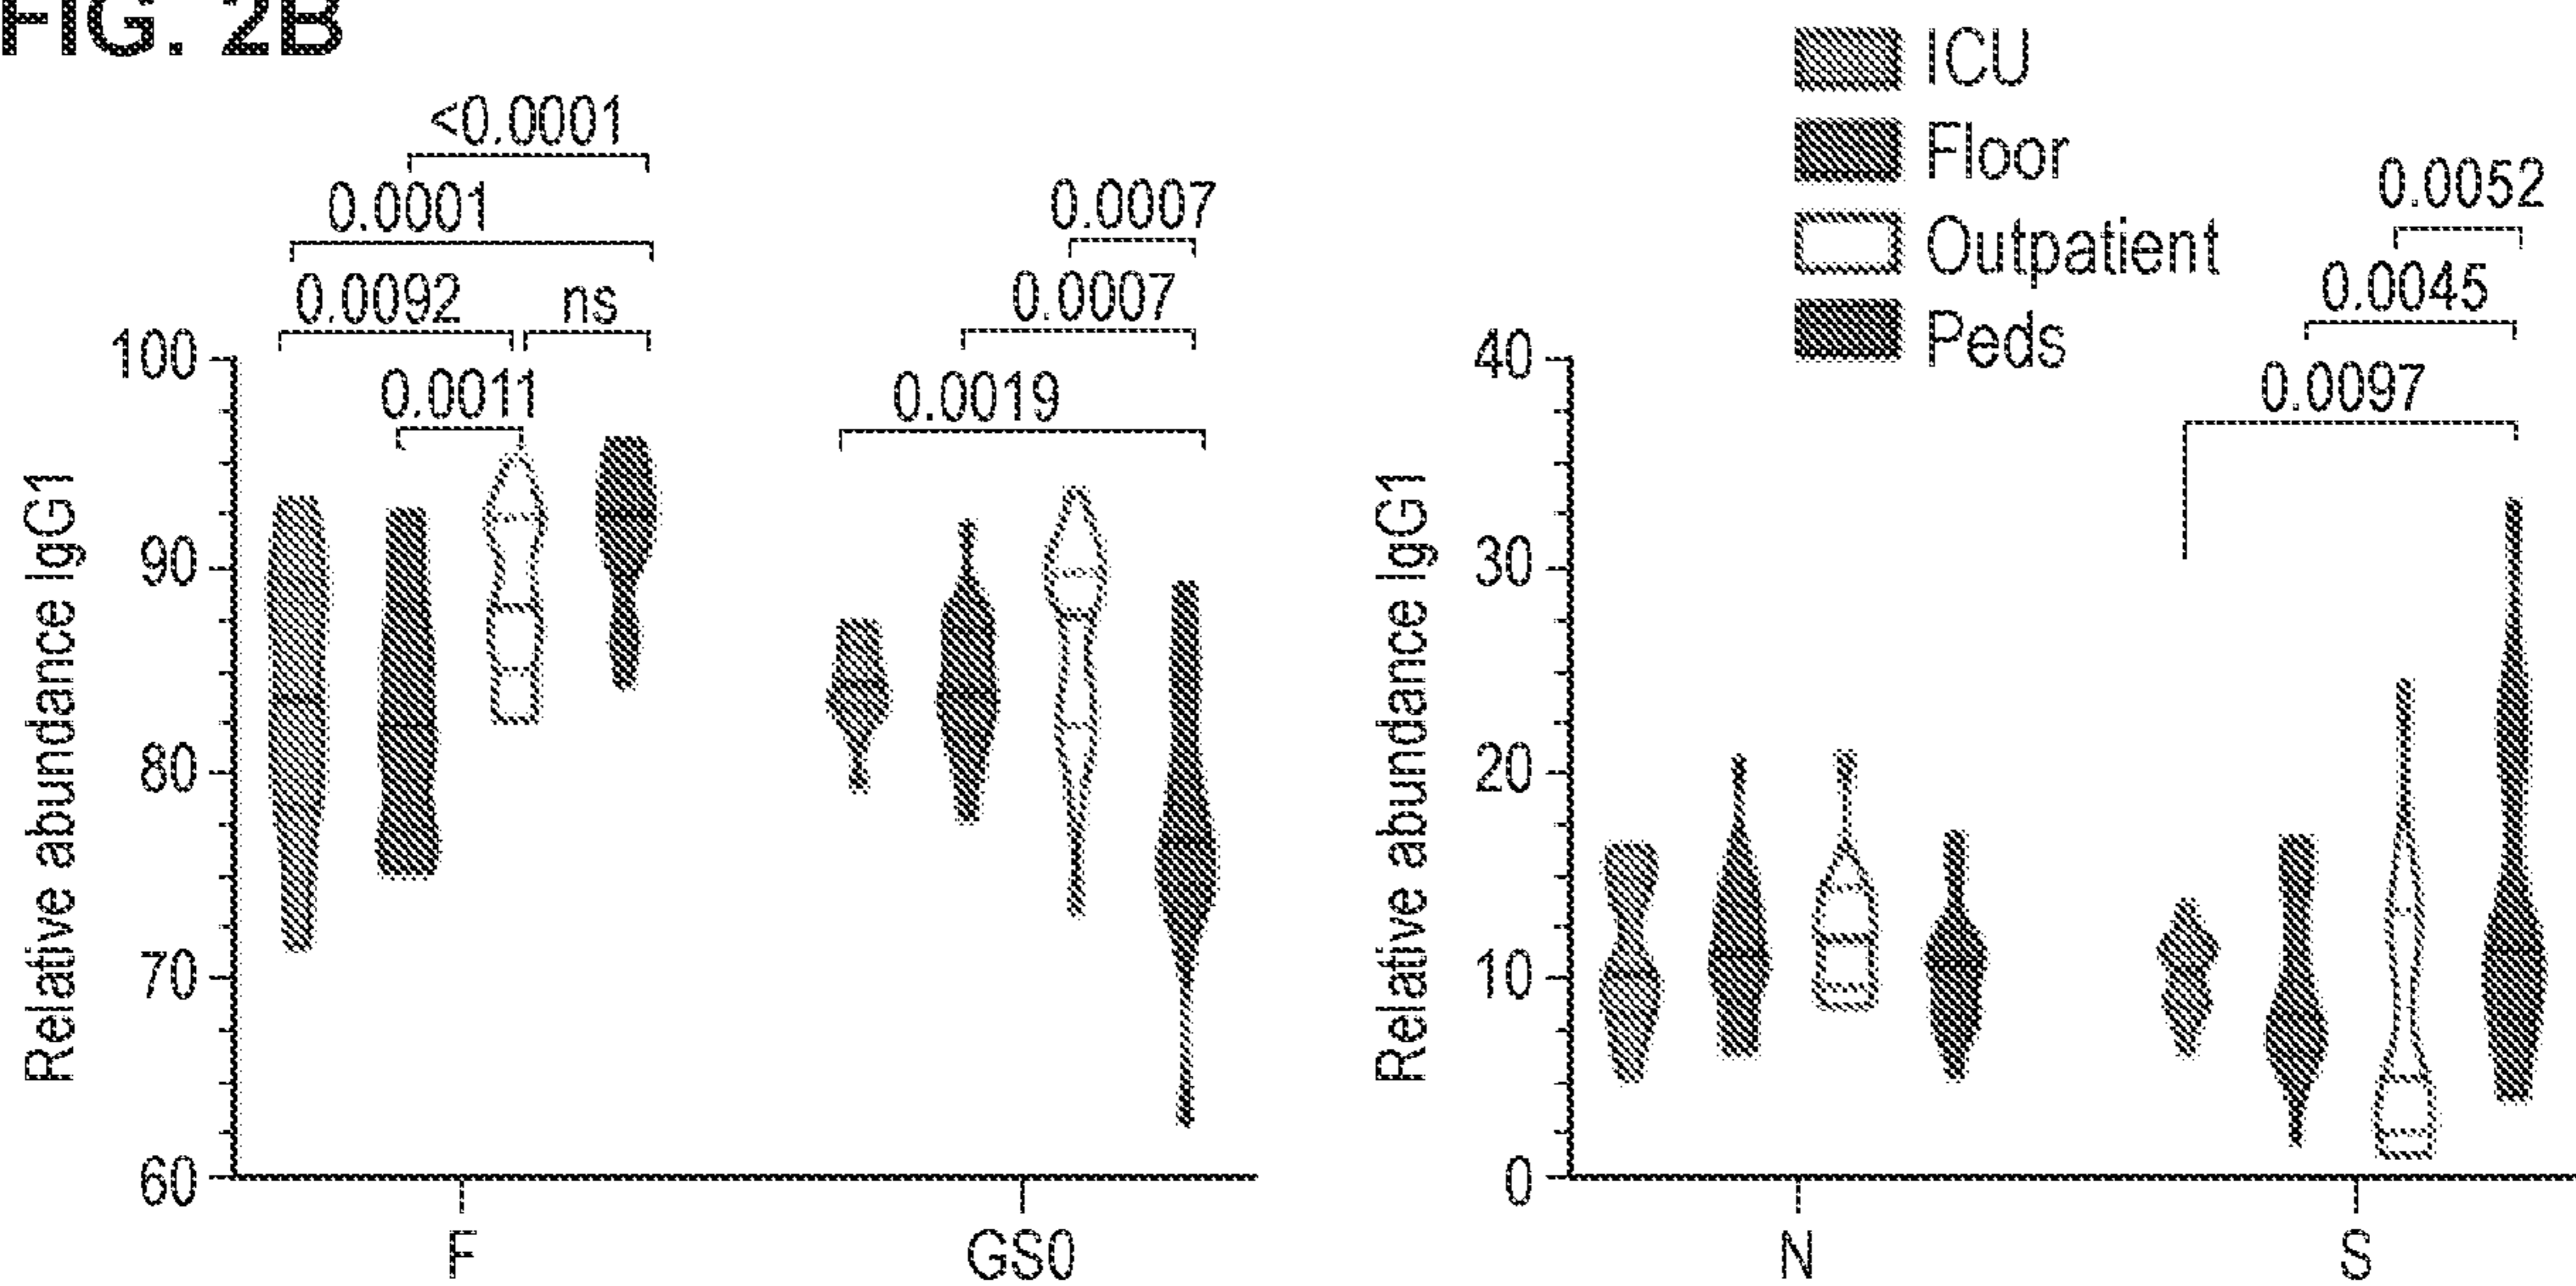 FIG. 2B
ICU
Floor
Outpatient
Peds
<0.0001
0.0001
0.0092
ns
0.0011
0.0007
0.0007
0.0019
Relative abundance IgG1
100
90
80
70
60
F
GS0
0.0052
0.0045
0.0097
Relative abundance IgG1
40
30
20
10
0
N
S